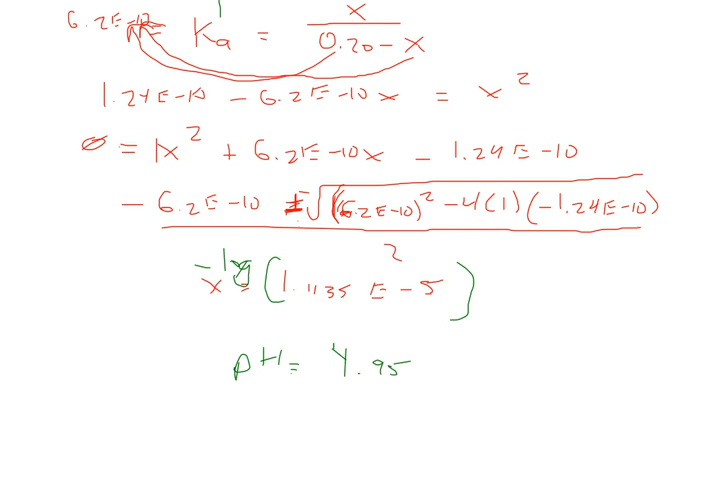 6.2E-10 = Ka = x / 0.20 - x
1.24E-10 - 6.2E-10x = x²
0 = 1x² + 6.2E-10x - 1.24E-10
- 6.2E-10 ± √((6.2E-10)² - 4(1)(-1.24E-10)
2
x = -log(1.1135 E-5)
pH = 4.95